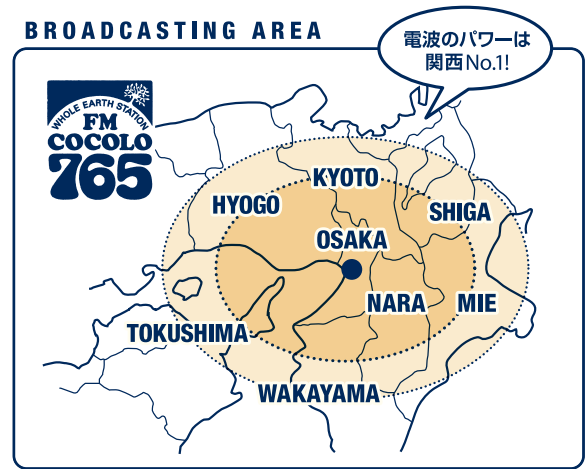 BROADCASTING AREA
電波のパワーは
関西No.1!
WHOLE EARTH STATION
FM
COCOLO
765
KYOTO
HYOGO
SHIGA
OSAKA
NARA
MIE
TOKUSHIMA
WAKAYAMA